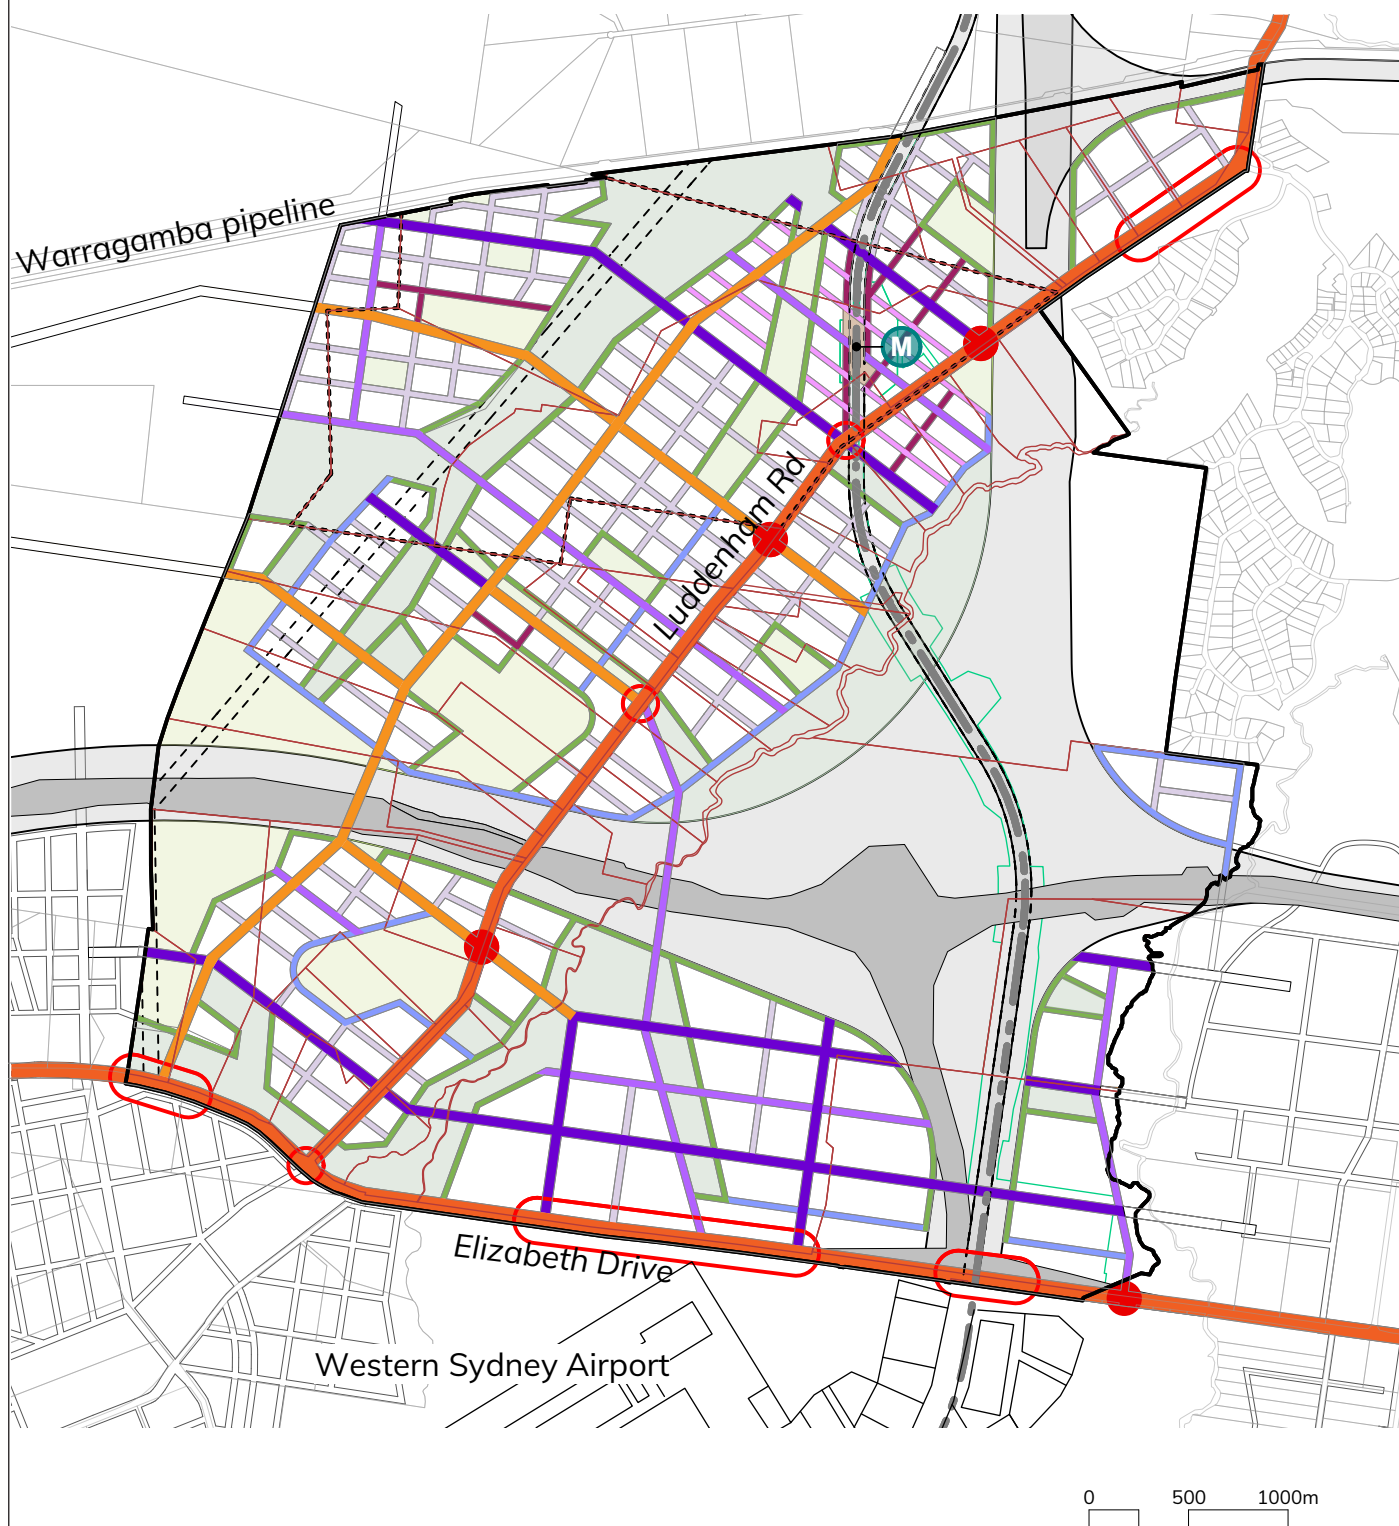 Warragamba pipeline
M
Luddenham Rd
Elizabeth Drive
Western Sydney Airport
0 500 1000m